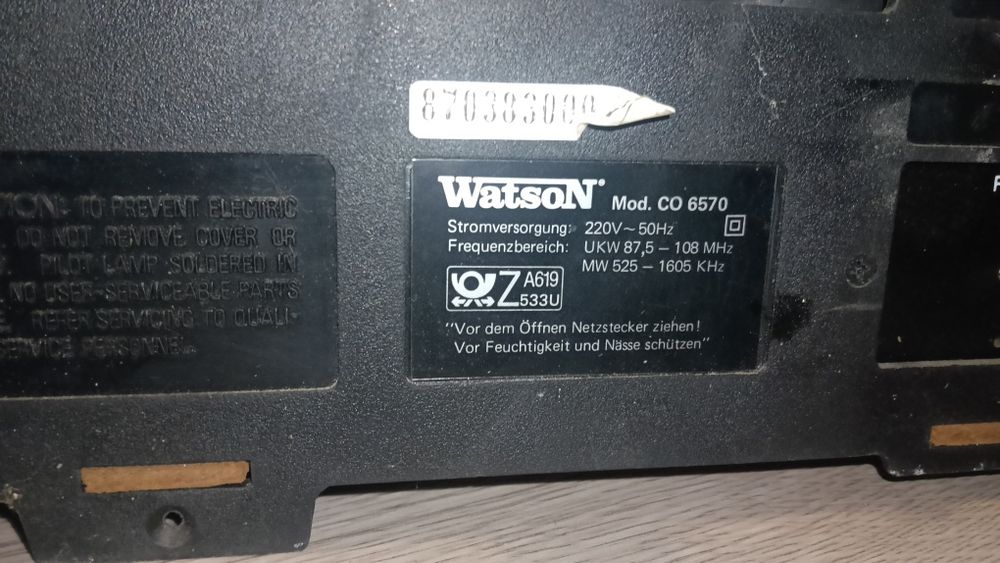 870383000
TO PREVENT ELECTRIC
DO NOT REMOVE COVER OR
PILOT LAMP SOLDERED IN
NO USER-SERVICEABLE PARTS
REFER SERVICING TO QUALI-
SERVICE PERSONNEL
WatsoN® Mod. CO 6570
Stromversorgung: 220V~50Hz
Frequenzbereich: UKW 87,5 – 108 MHz
MW 525 – 1605 KHz
Z A619
533U
"Vor dem Öffnen Netzstecker ziehen!
Vor Feuchtigkeit und Nässe schützen"